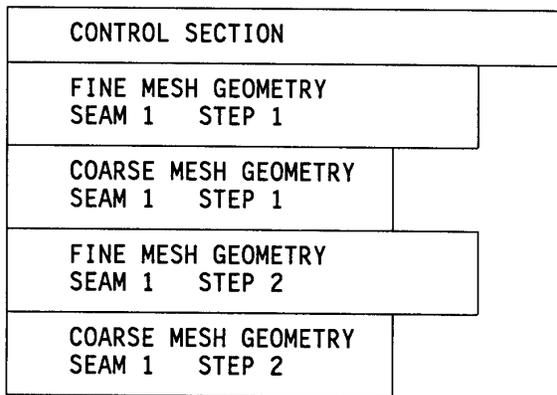 CONTROL SECTION
FINE MESH GEOMETRY
SEAM 1 STEP 1
COARSE MESH GEOMETRY
SEAM 1 STEP 1
FINE MESH GEOMETRY
SEAM 1 STEP 2
COARSE MESH GEOMETRY
SEAM 1 STEP 2